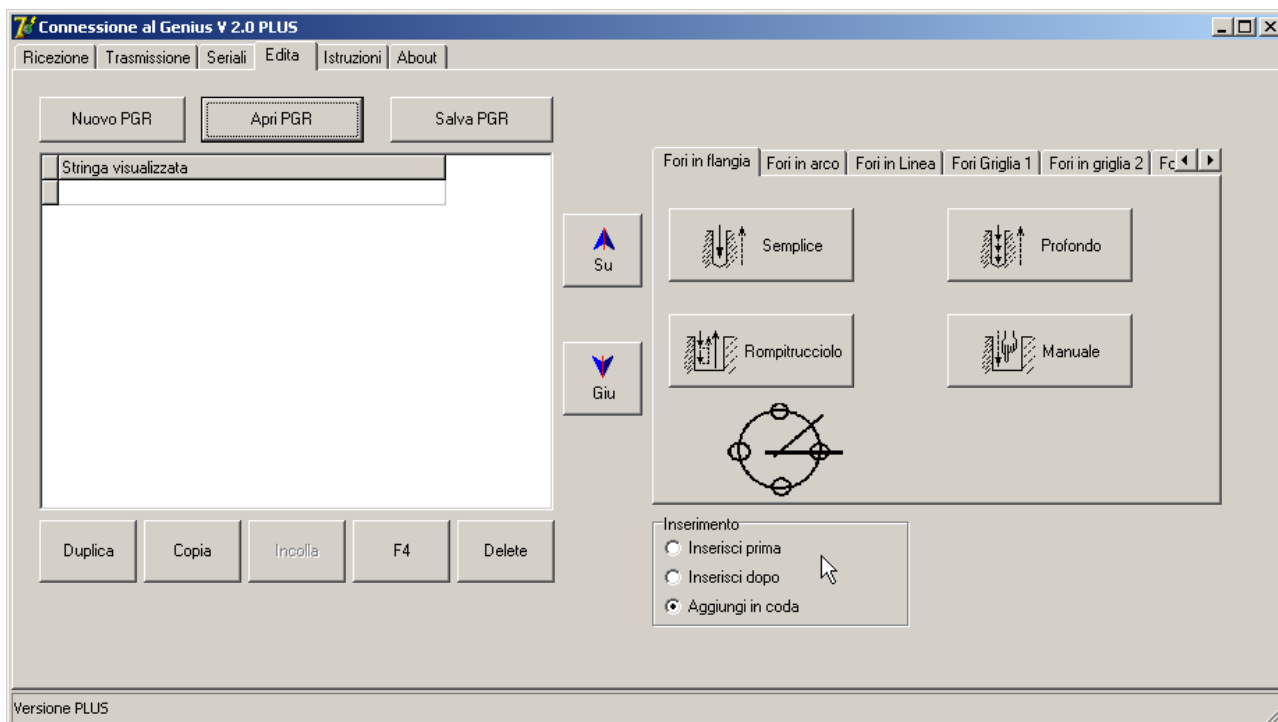 Connessione al Genius V 2.0 PLUS
Ricezione Trasmissione Seriali Edita Istruzioni About
Nuovo PGR Apri PGR Salva PGR
Stringa visualizzata
Fori in flangia Fori in arco Fori in Linea Fori Griglia 1 Fori in griglia 2 Fo
Semplice Profondo
Su
Rompitrucciolo Manuale
Giu
Duplica Copia Incolla F4 Delete
Inserimento
Inserisci prima
Inserisci dopo
Aggiungi in coda
Versione PLUS